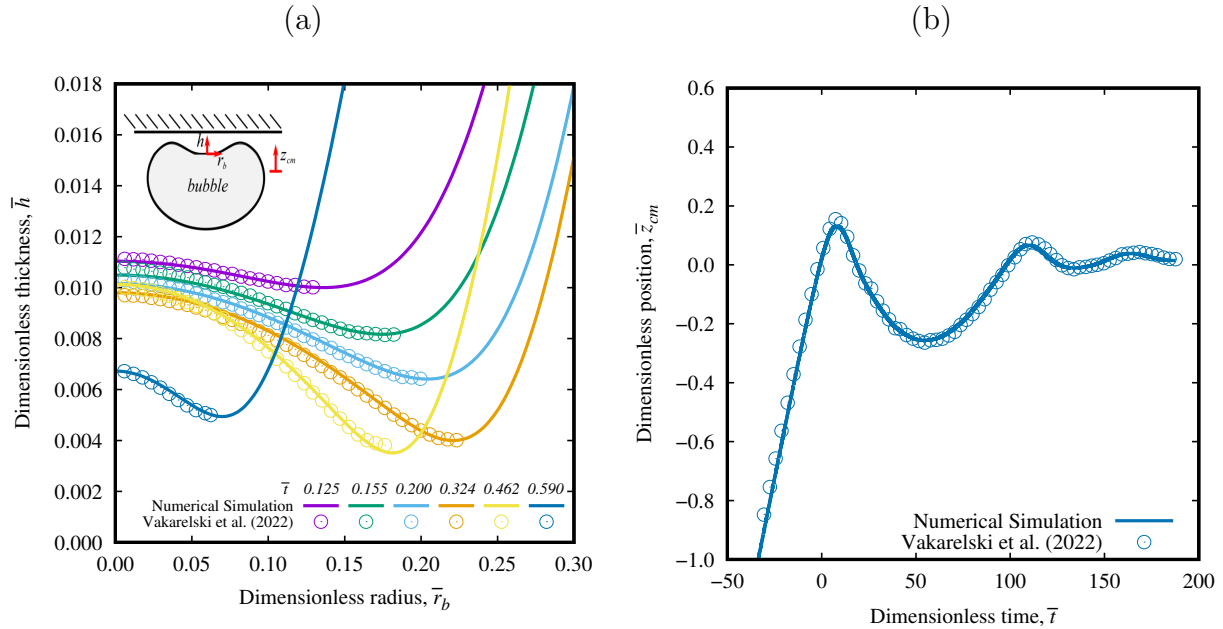 (a)
(b)
0.018
0.016
0.014
0.012
0.010
0.008
0.006
0.004
0.002
0.000
0.00
0.05
0.10
0.15
0.20
0.25
0.30
Dimensionless thickness, h̅
Dimensionless radius, r̅_b
h
r_b
z_cm
bubble
t̅ 0.125 0.155 0.200 0.324 0.462 0.590
Numerical Simulation
Vakarelski et al. (2022)
0.6
0.4
0.2
0.0
−0.2
−0.4
−0.6
−0.8
−1.0
−50
0
50
100
150
200
Dimensionless position, z̅_cm
Dimensionless time, t̅
Numerical Simulation
Vakarelski et al. (2022)